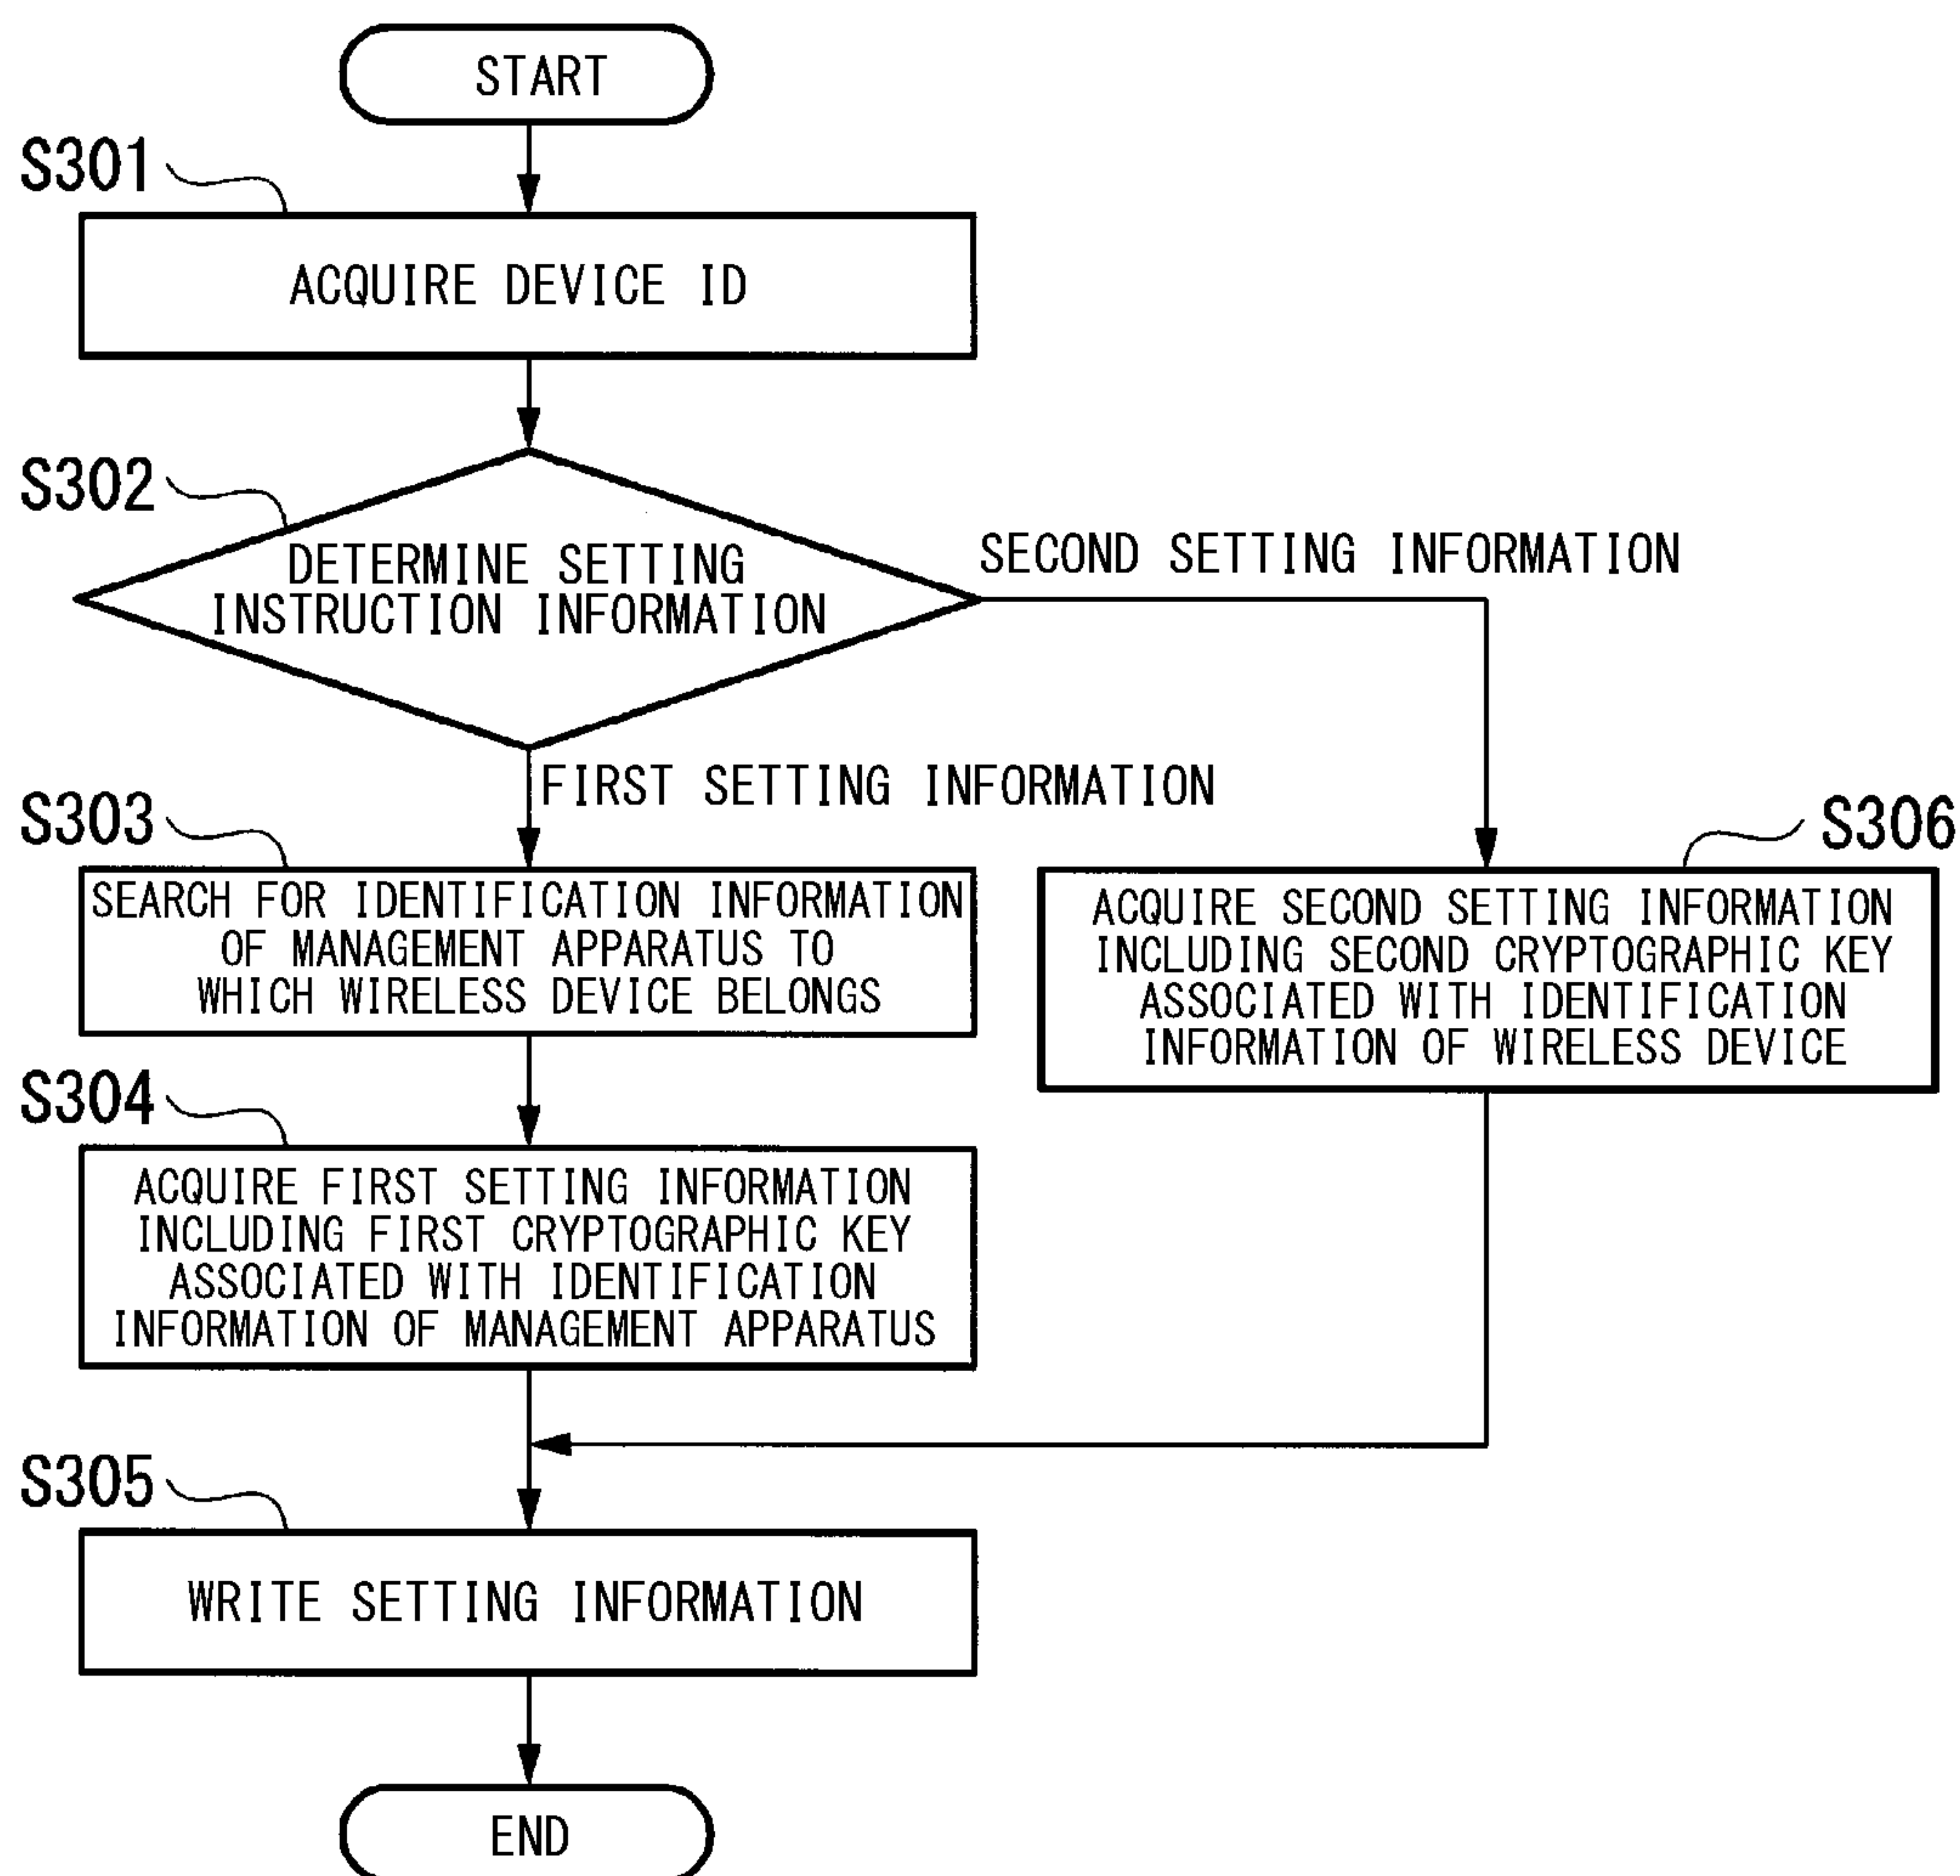 START
S301
ACQUIRE DEVICE ID
S302
DETERMINE SETTING
INSTRUCTION INFORMATION
SECOND SETTING INFORMATION
FIRST SETTING INFORMATION
S303
SEARCH FOR IDENTIFICATION INFORMATION
OF MANAGEMENT APPARATUS TO
WHICH WIRELESS DEVICE BELONGS
S306
ACQUIRE SECOND SETTING INFORMATION
INCLUDING SECOND CRYPTOGRAPHIC KEY
ASSOCIATED WITH IDENTIFICATION
INFORMATION OF WIRELESS DEVICE
S304
ACQUIRE FIRST SETTING INFORMATION
INCLUDING FIRST CRYPTOGRAPHIC KEY
ASSOCIATED WITH IDENTIFICATION
INFORMATION OF MANAGEMENT APPARATUS
S305
WRITE SETTING INFORMATION
END